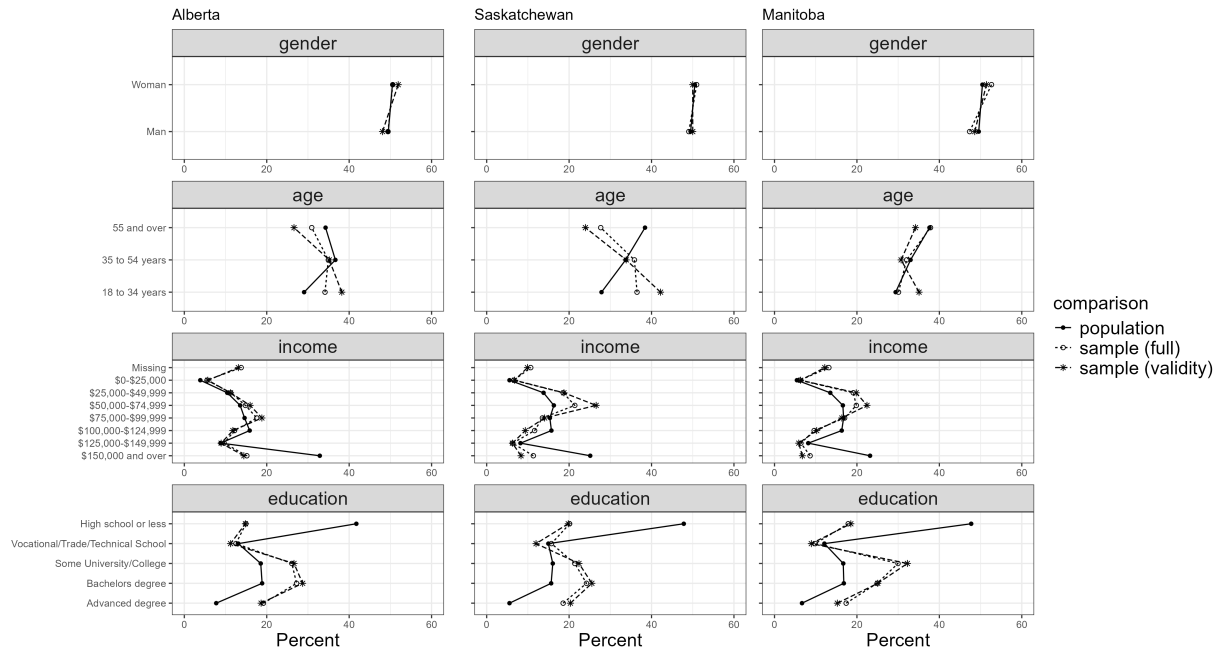 Alberta Saskatchewan Manitoba
gender gender gender
Woman
Man
0 20 40 60 0 20 40 60 0 20 40 60
age age age
55 and over
35 to 54 years
18 to 34 years
0 20 40 60 0 20 40 60 0 20 40 60
income income income
Missing
$0-$25,000
$25,000-$49,999
$50,000-$74,999
$75,000-$99,999
$100,000-$124,999
$125,000-$149,999
$150,000 and over
0 20 40 60 0 20 40 60 0 20 40 60
education education education
High school or less
Vocational/Trade/Technical School
Some University/College
Bachelors degree
Advanced degree
0 20 40 60 0 20 40 60 0 20 40 60
Percent Percent Percent
comparison
population
sample (full)
sample (validity)